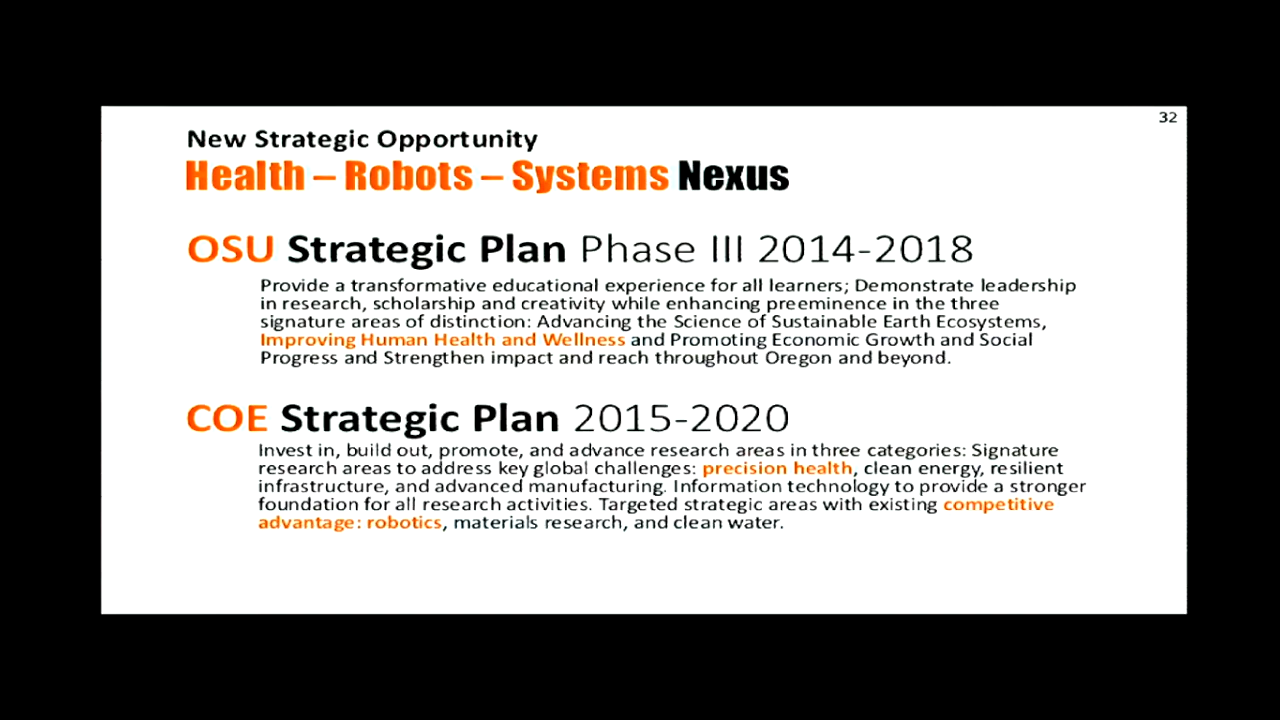 32
New Strategic Opportunity
Health – Robots – Systems Nexus
OSU Strategic Plan Phase III 2014-2018
Provide a transformative educational experience for all learners; Demonstrate leadership
in research, scholarship and creativity while enhancing preeminence in the three
signature areas of distinction: Advancing the Science of Sustainable Earth Ecosystems,
Improving Human Health and Wellness and Promoting Economic Growth and Social
Progress and Strengthen impact and reach throughout Oregon and beyond.
COE Strategic Plan 2015-2020
Invest in, build out, promote, and advance research areas in three categories: Signature
research areas to address key global challenges: precision health, clean energy, resilient
infrastructure, and advanced manufacturing. Information technology to provide a stronger
foundation for all research activities. Targeted strategic areas with existing competitive
advantage: robotics, materials research, and clean water.